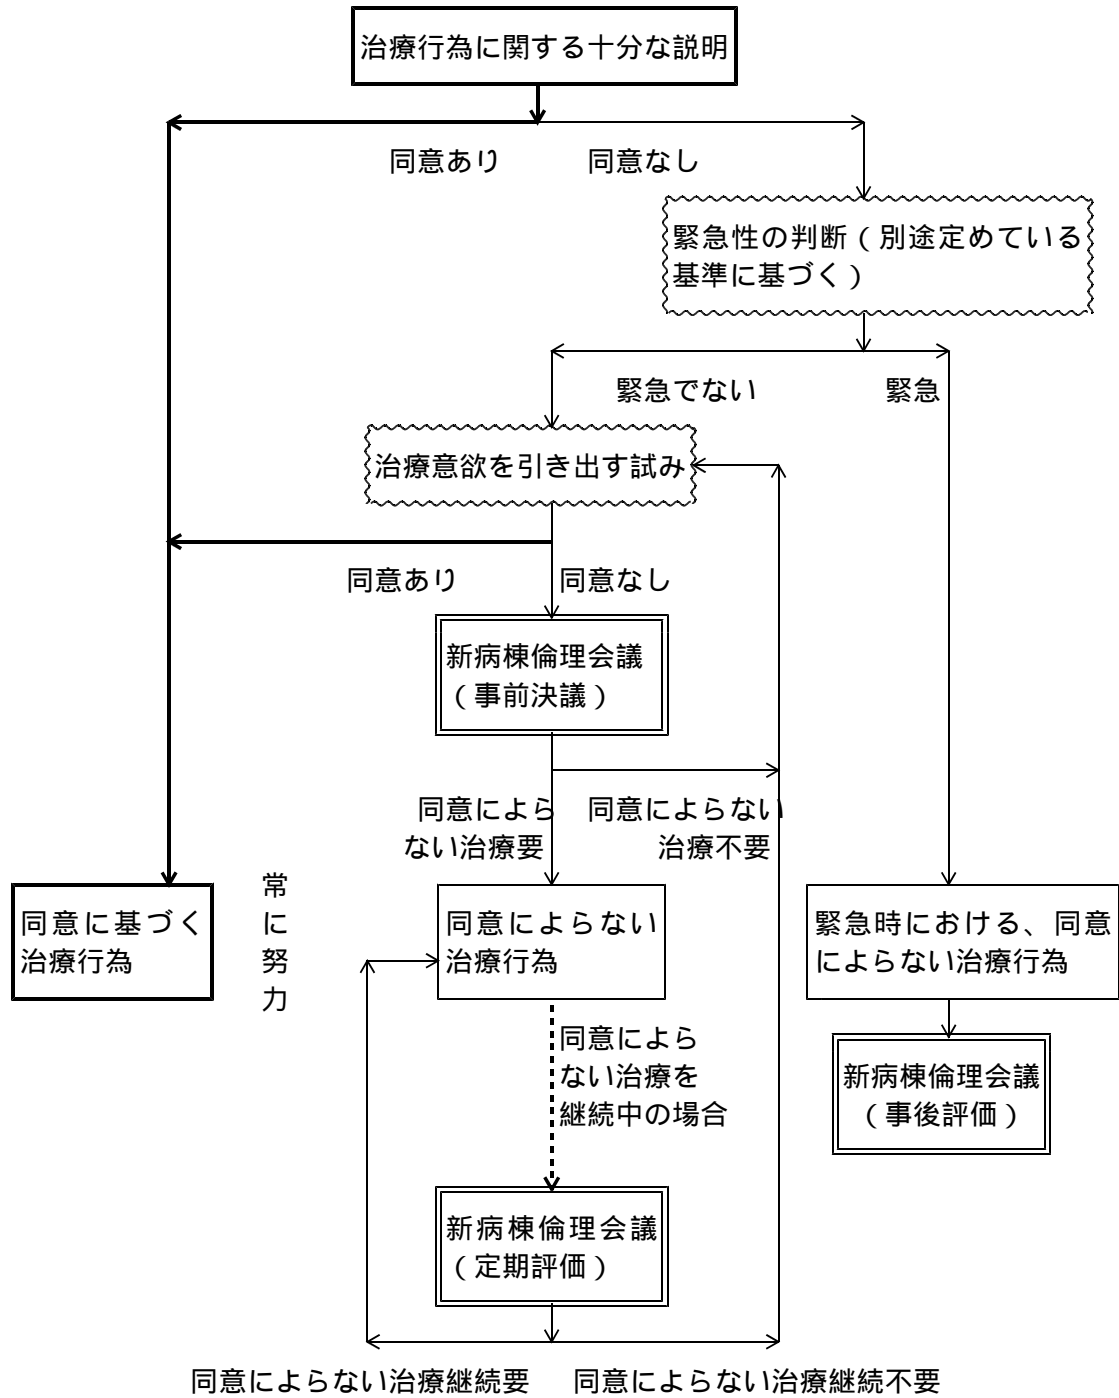 治療行為に関する十分な説明
同意あり
同意なし
緊急性の判断（別途定めている
基準に基づく）
緊急でない
緊急
治療意欲を引き出す試み
同意あり
同意なし
新病棟倫理会議
（事前決議）
同意によら
ない治療要
同意によらない
治療不要
同意に基づく
治療行為
常に努力
同意によらない
治療行為
緊急時における、同意
によらない治療行為
同意によら
ない治療を
継続中の場合
新病棟倫理会議
（事後評価）
新病棟倫理会議
（定期評価）
同意によらない治療継続要
同意によらない治療継続不要